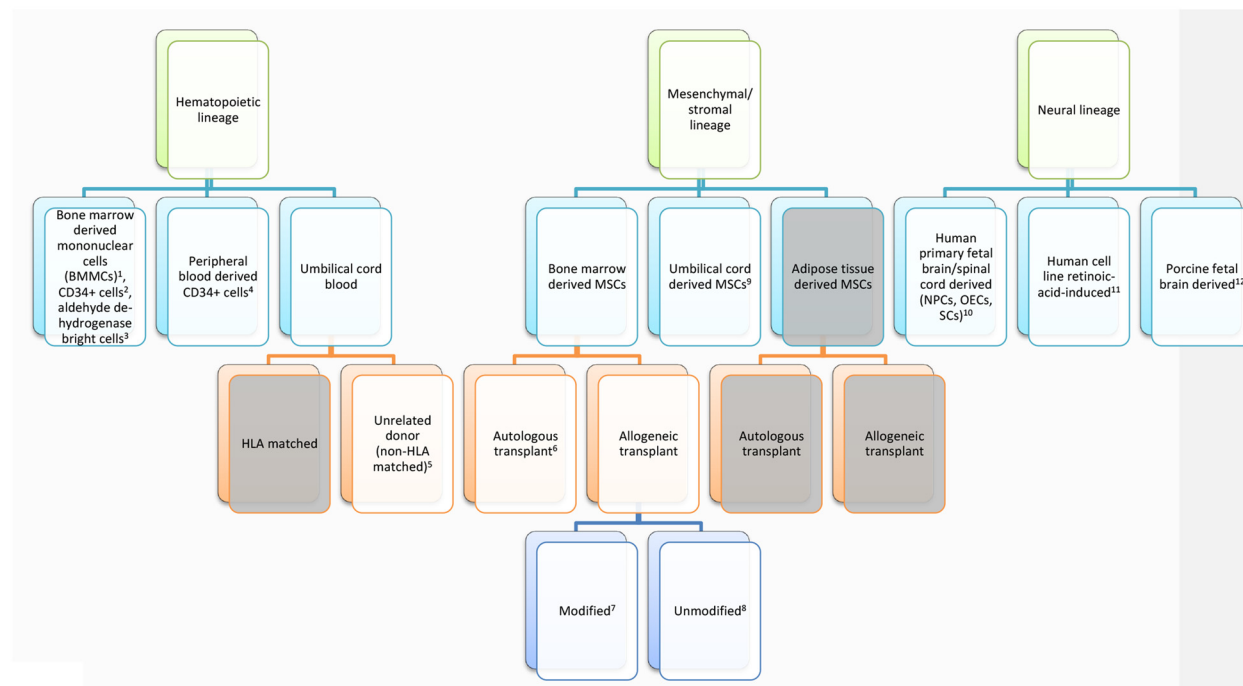 Hematopoietic
lineage
Mesenchymal/
stromal
lineage
Neural lineage
Bone marrow
derived
mononuclear
cells
(BMMCs)¹,
CD34+ cells²,
aldehyde de-
hydrogenase
bright cells³
Peripheral
blood derived
CD34+ cells⁴
Umbilical cord
blood
Bone marrow
derived MSCs
Umbilical cord
derived MSCs⁹
Adipose tissue
derived MSCs
Human
primary fetal
brain/spinal
cord derived
(NPCs, OECs,
SCs)¹⁰
Human cell
line retinoic-
acid-induced¹¹
Porcine fetal
brain derived¹²
HLA matched
Unrelated
donor
(non-HLA
matched)⁵
Autologous
transplant⁶
Allogeneic
transplant
Autologous
transplant
Allogeneic
transplant
Modified⁷
Unmodified⁸